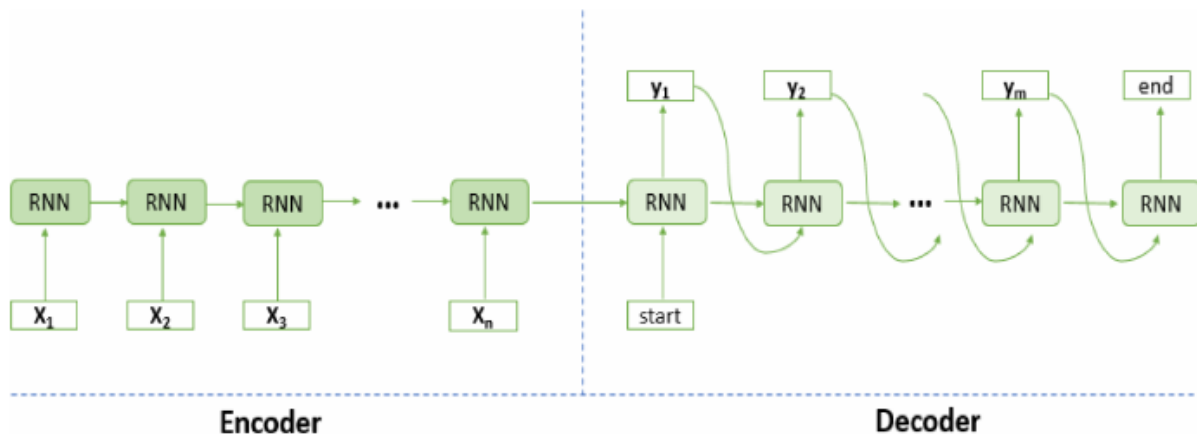 y1 y2 ym end
RNN RNN RNN ... RNN RNN RNN ... RNN RNN
X1 X2 X3 Xn start
Encoder Decoder